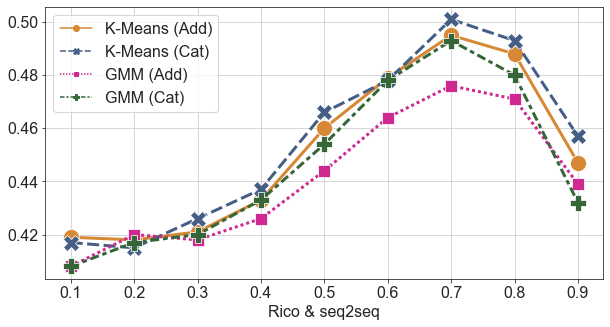 K-Means (Add)
K-Means (Cat)
GMM (Add)
GMM (Cat)
0.50
0.48
0.46
0.44
0.42
0.1 0.2 0.3 0.4 0.5 0.6 0.7 0.8 0.9
Rico & seq2seq